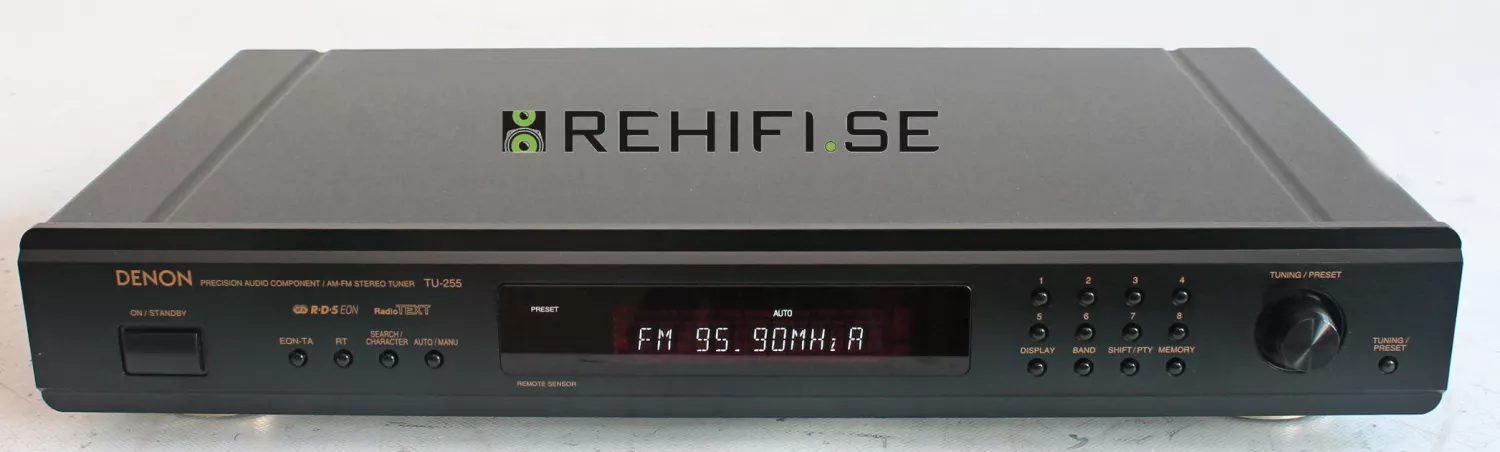 REHIFI.SE
DENON PRECISION AUDIO COMPONENT / AM-FM STEREO TUNER TU-255
ON / STANDBY
R·D·S EON RadioTEXT
EON-TA RT SEARCH / CHARACTER AUTO / MANU
PRESET
AUTO
FM 95.90MHz A
REMOTE SENSOR
1 2 3 4
5 6 7 8
DISPLAY BAND SHIFT / PTY MEMORY
TUNING / PRESET
TUNING / PRESET